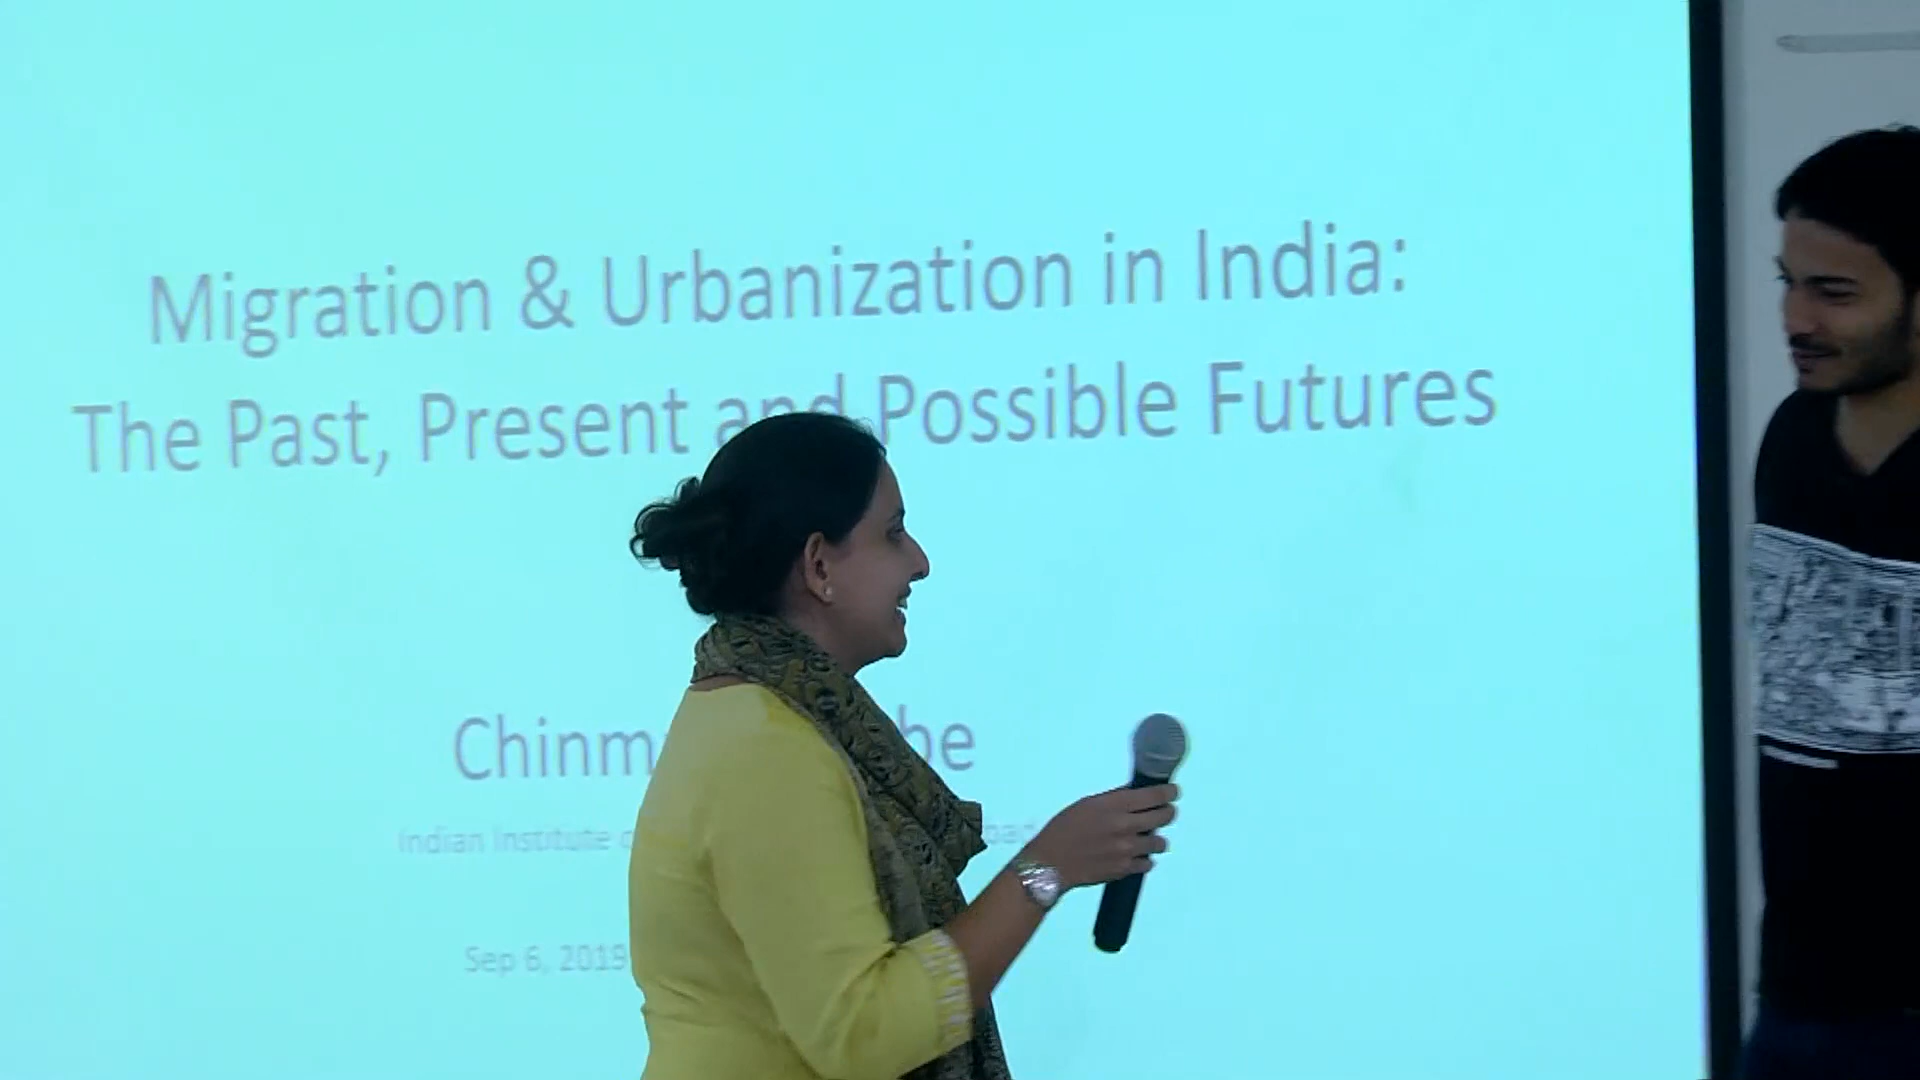 Migration & Urbanization in India:
The Past, Present and Possible Futures
Chinm be
Indian Institute
Sep 6, 2019